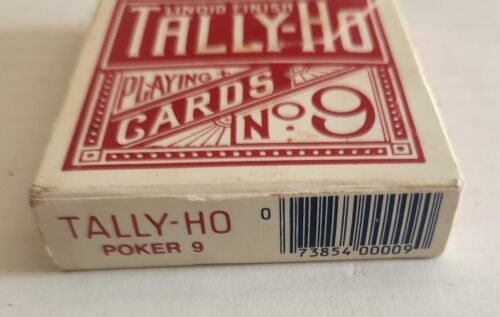 LINOID FINISH
TALLY-HO
PLAYING
CARDS
No. 9
TALLY-HO
POKER 9
0
73854 00009